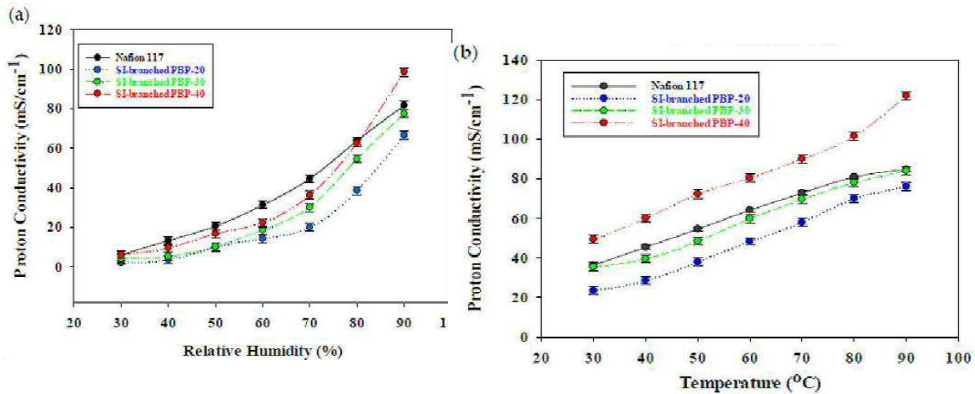 (a)
120
100
80
60
40
20
0
Proton Conductivity (mS/cm⁻¹)
Nafion 117
SI-branched PBP-20
SI-branched PBP-30
SI-branched PBP-40
20 30 40 50 60 70 80 90 1
Relative Humidity (%)
(b)
140
120
100
80
60
40
20
0
Proton Conductivity (mS/cm⁻¹)
Nafion 117
SI-branched PBP-20
SI-branched PBP-30
SI-branched PBP-40
20 30 40 50 60 70 80 90 100
Temperature (⁰C)